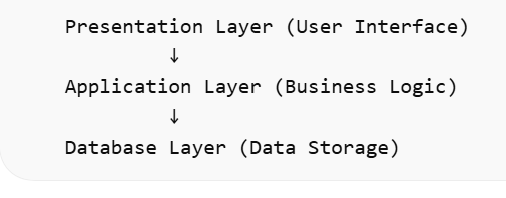 Presentation Layer (User Interface)
↓
Application Layer (Business Logic)
↓
Database Layer (Data Storage)